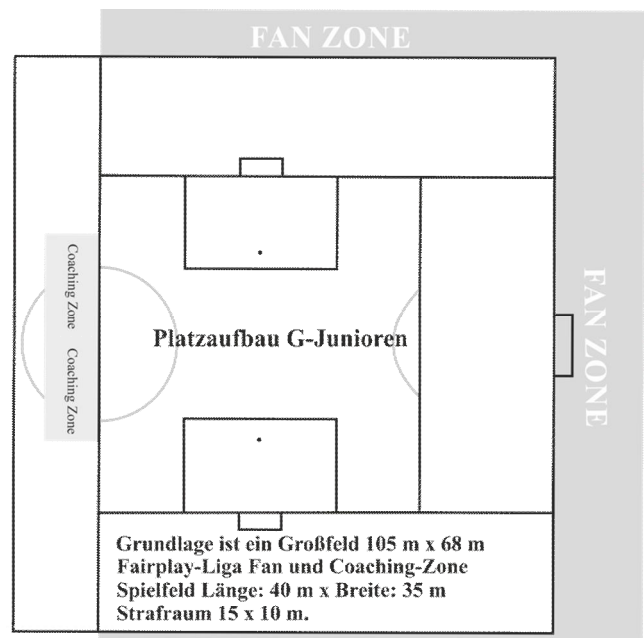 FAN ZONE
Coaching Zone
Coaching Zone
FAN ZONE
Platzaufbau G-Junioren
Grundlage ist ein Großfeld 105 m x 68 m
Fairplay-Liga Fan und Coaching-Zone
Spielfeld Länge: 40 m x Breite: 35 m
Strafraum 15 x 10 m.